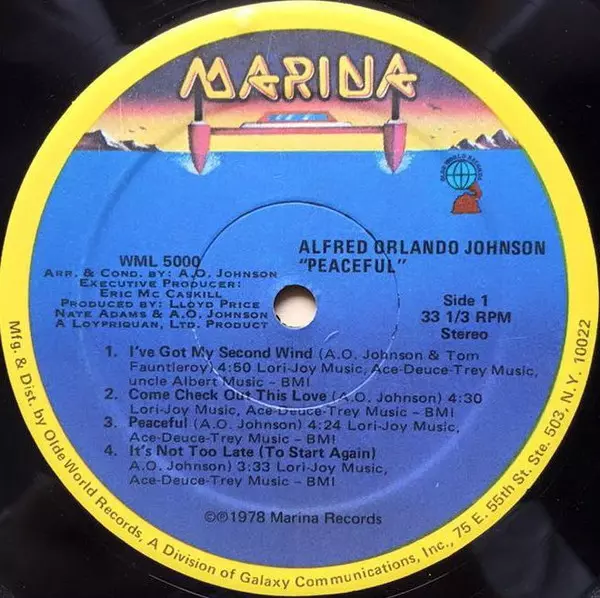 MARINA
OLDE WORLD RECORDS
WML 5000
ARR. & COND. BY: A.O. JOHNSON
EXECUTIVE PRODUCER:
ERIC MC CASKILL
PRODUCED BY: LLOYD PRICE
NATE ADAMS & A.O. JOHNSON
A LOYPRIQUAN, LTD. PRODUCT
ALFRED ORLANDO JOHNSON
"PEACEFUL"
Side 1
33 1/3 RPM
Stereo
1. I've Got My Second Wind (A.O. Johnson & Tom
Fauntleroy) 4:50 Lori-Joy Music, Ace-Deuce-Trey Music,
uncle Albert Music - BMI
2. Come Check Out This Love (A.O. Johnson) 4:30
Lori-Joy Music, Ace-Deuce-Trey Music - BMI
3. Peaceful (A.O. Johnson) 4:24 Lori-Joy Music,
Ace-Deuce-Trey Music - BMI
4. It's Not Too Late (To Start Again)
A.O. Johnson) 3:33 Lori-Joy Music,
Ace-Deuce-Trey Music - BMI
©℗1978 Marina Records
Mfg. & Dist. by Olde World Records, A Division of Galaxy Communications, Inc., 75 E. 55th St. Ste. 503, N.Y. 10022